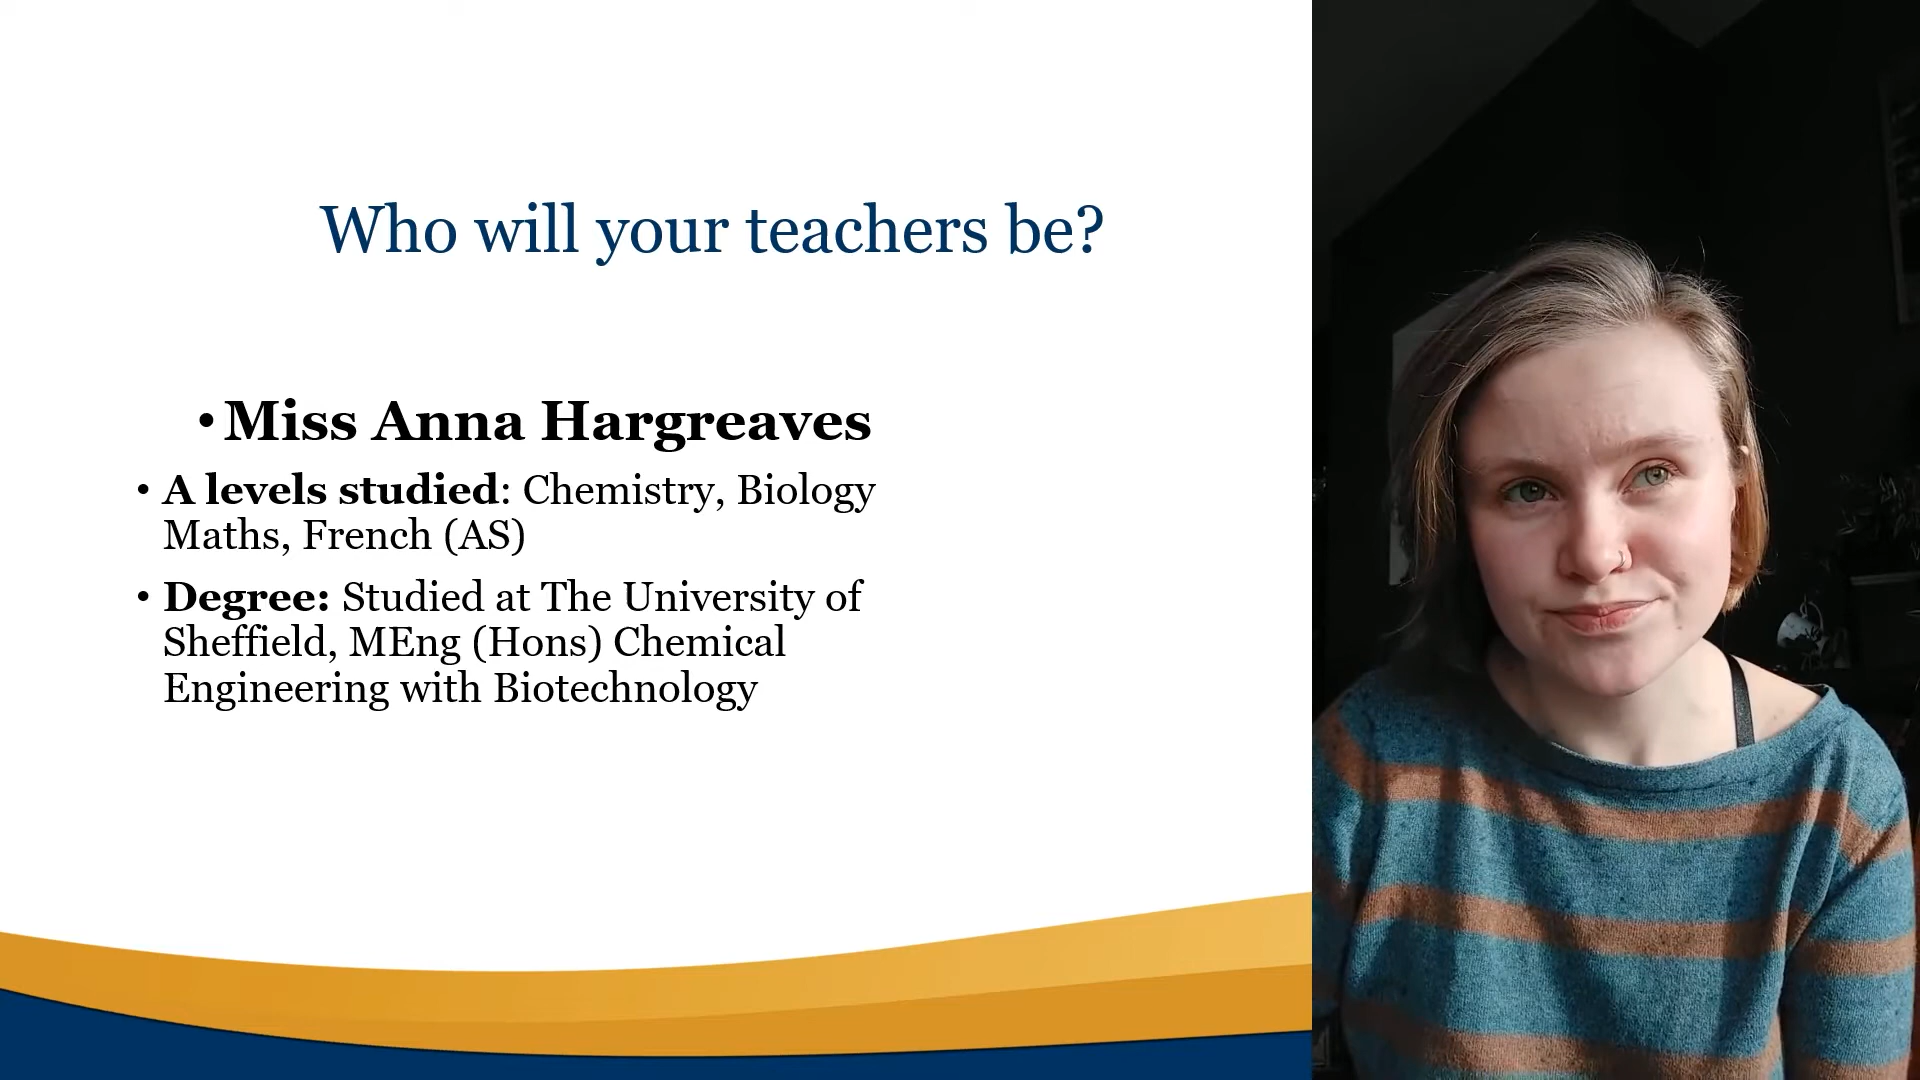 Who will your teachers be?
• Miss Anna Hargreaves
• A levels studied: Chemistry, Biology
Maths, French (AS)
• Degree: Studied at The University of
Sheffield, MEng (Hons) Chemical
Engineering with Biotechnology